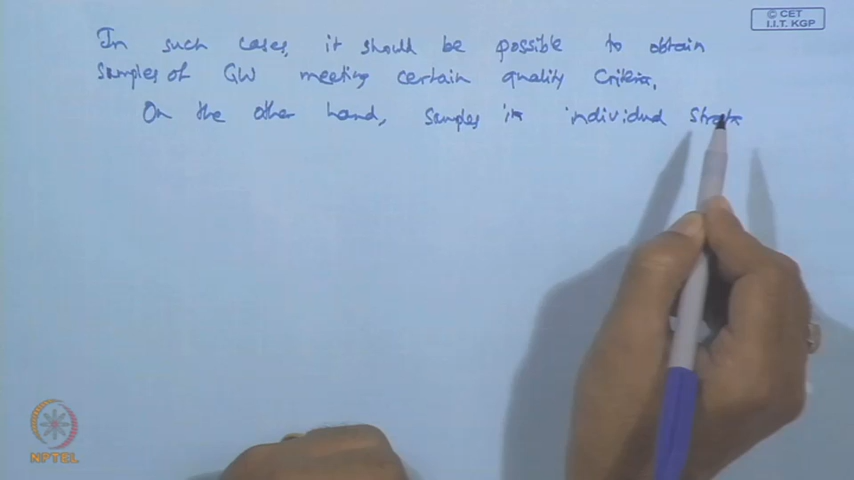 © CET
I.I.T. KGP
In such cases, it should be possible to obtain
Samples of GW meeting certain quality Criteria.
On the other hand, samples in individual strata
NPTEL